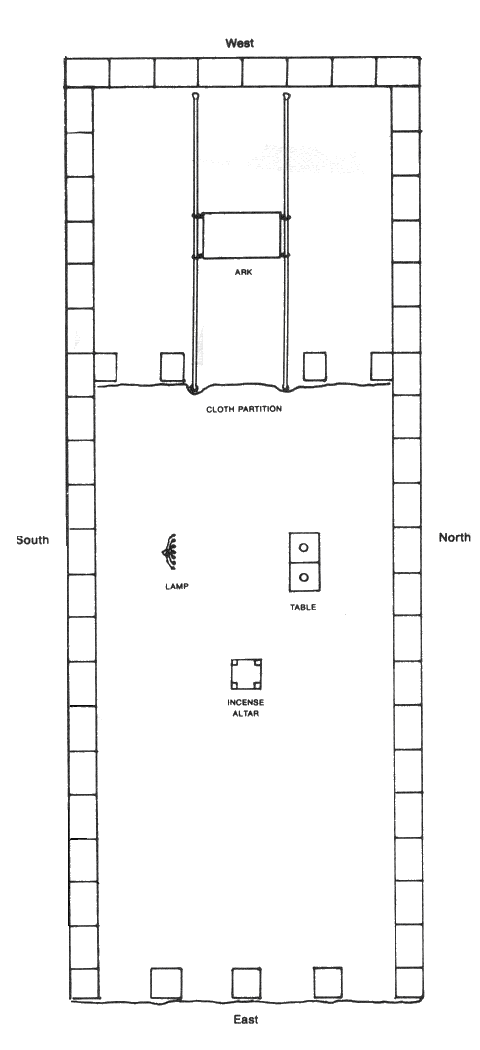 West
ARK
CLOTH PARTITION
South
North
LAMP
TABLE
INCENSE
ALTAR
East